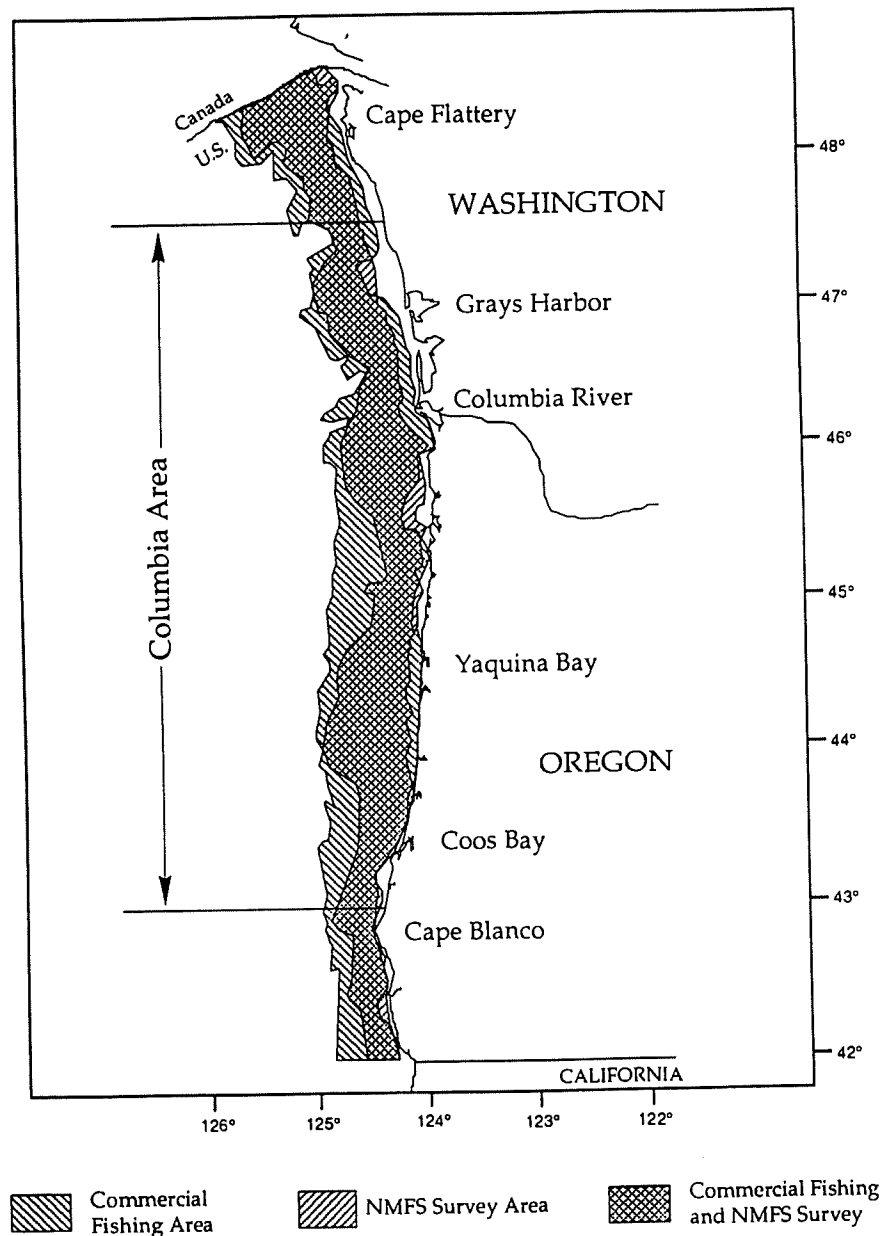 Canada
U.S.
Cape Flattery
48°
WASHINGTON
47°
Grays Harbor
Columbia River
46°
Columbia Area
45°
Yaquina Bay
44°
OREGON
Coos Bay
43°
Cape Blanco
42°
CALIFORNIA
126°
125°
124°
123°
122°
Commercial
Fishing Area
NMFS Survey Area
Commercial Fishing
and NMFS Survey